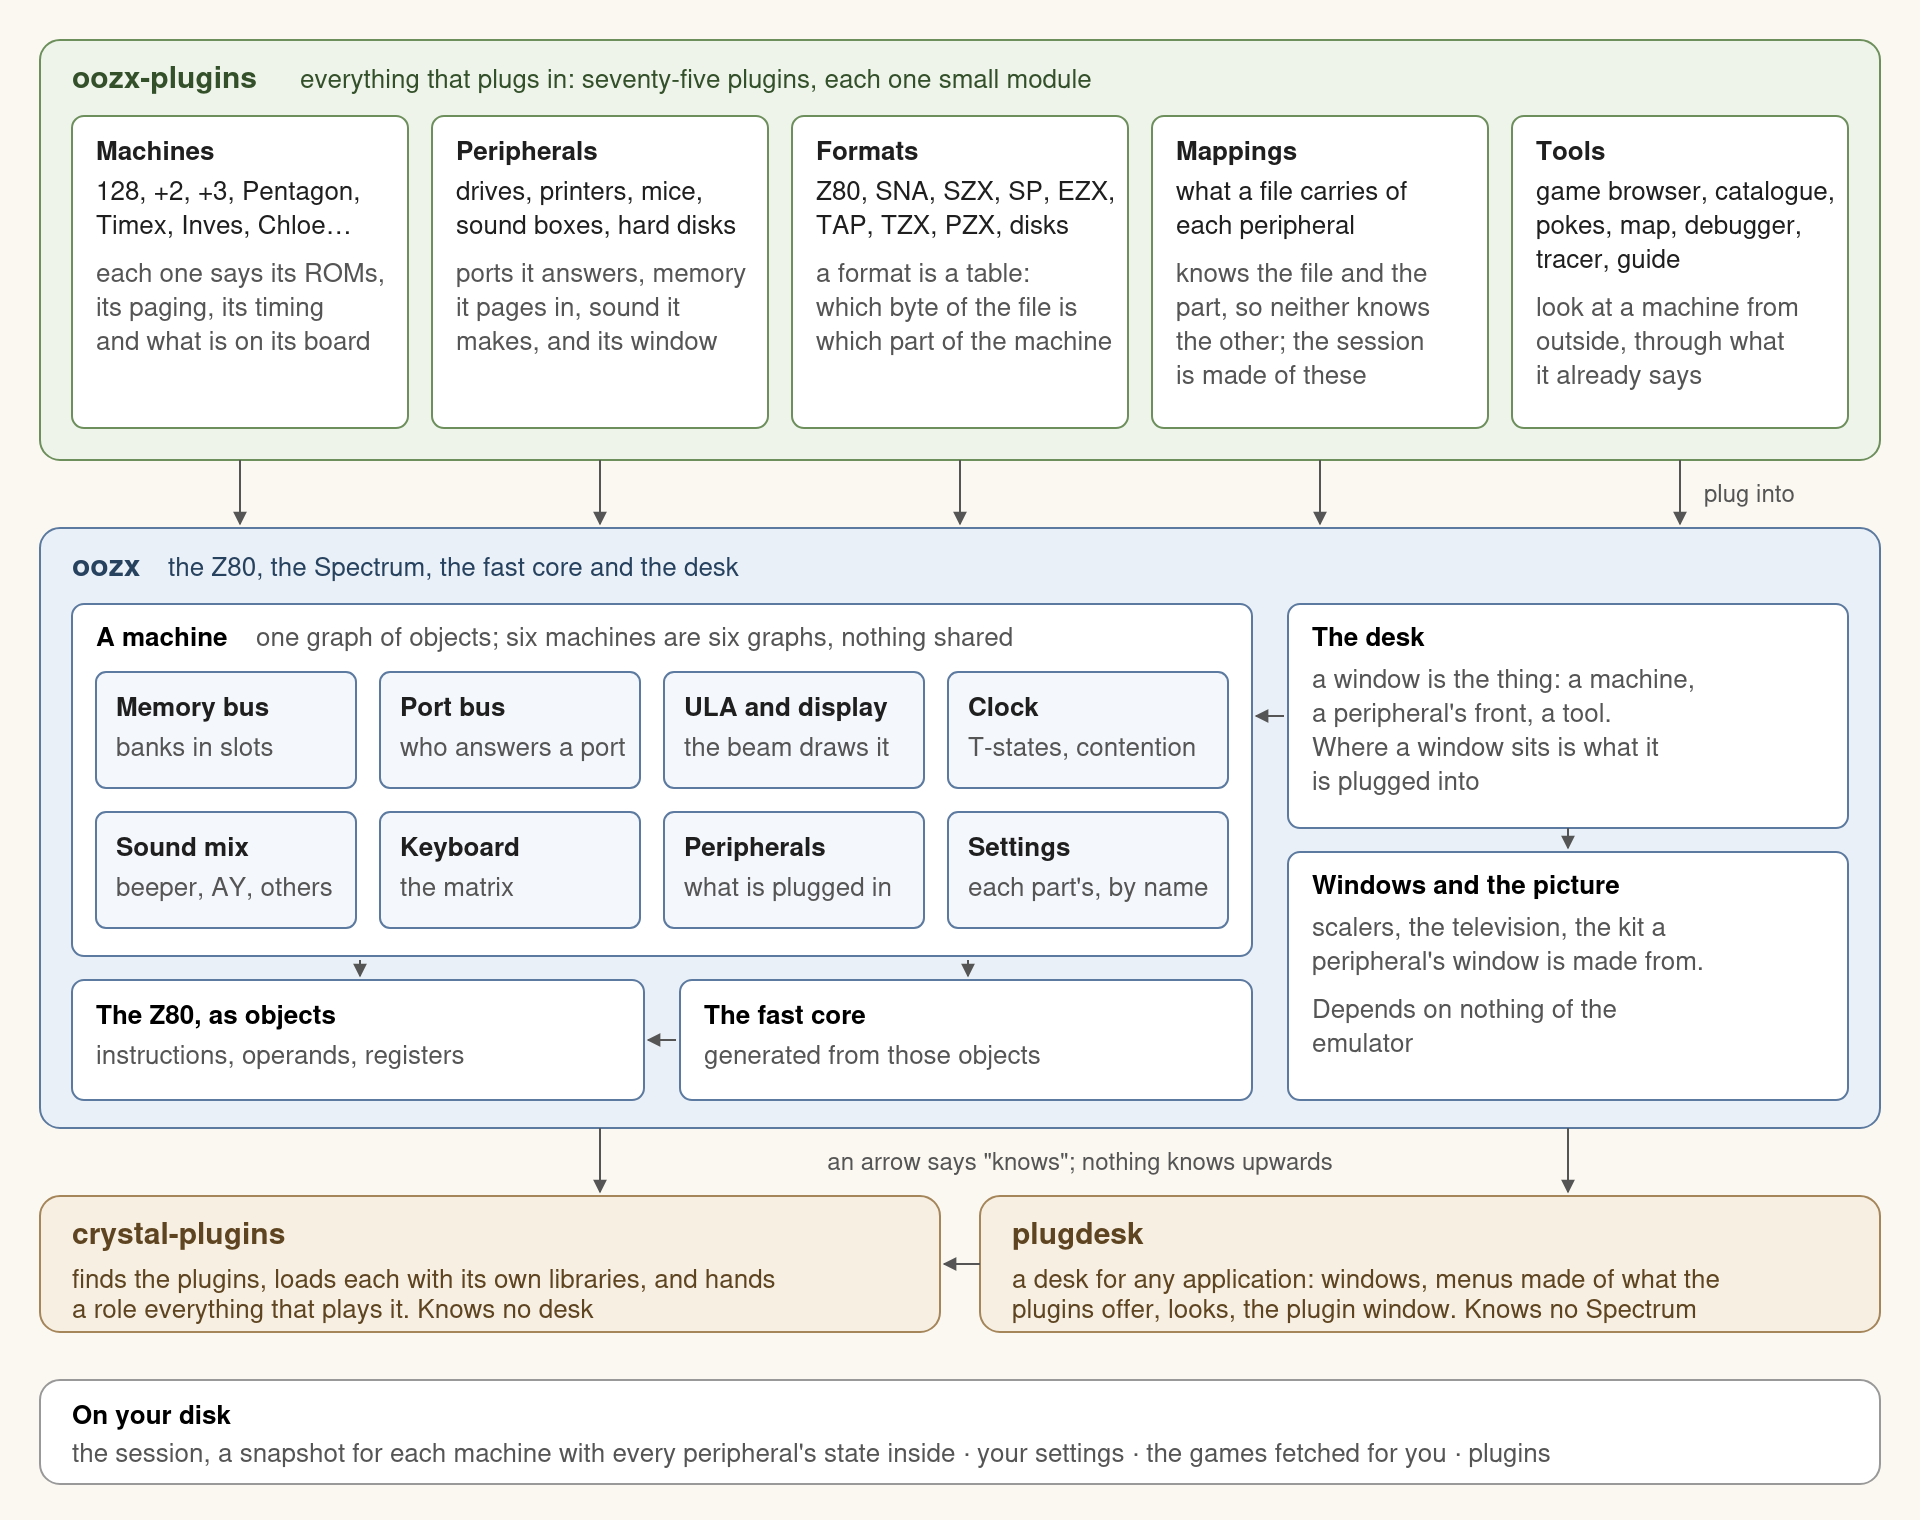 oozx-plugins everything that plugs in: seventy-five plugins, each one small module
Machines
128, +2, +3, Pentagon,
Timex, Inves, Chloe…
each one says its ROMs,
its paging, its timing
and what is on its board
Peripherals
drives, printers, mice,
sound boxes, hard disks
ports it answers, memory
it pages in, sound it
makes, and its window
Formats
Z80, SNA, SZX, SP, EZX,
TAP, TZX, PZX, disks
a format is a table:
which byte of the file is
which part of the machine
Mappings
what a file carries of
each peripheral
knows the file and the
part, so neither knows
the other; the session
is made of these
Tools
game browser, catalogue,
pokes, map, debugger,
tracer, guide
look at a machine from
outside, through what
it already says
plug into
oozx the Z80, the Spectrum, the fast core and the desk
A machine one graph of objects; six machines are six graphs, nothing shared
Memory bus
banks in slots
Port bus
who answers a port
ULA and display
the beam draws it
Clock
T-states, contention
Sound mix
beeper, AY, others
Keyboard
the matrix
Peripherals
what is plugged in
Settings
each part's, by name
The Z80, as objects
instructions, operands, registers
The fast core
generated from those objects
The desk
a window is the thing: a machine,
a peripheral's front, a tool.
Where a window sits is what it
is plugged into
Windows and the picture
scalers, the television, the kit a
peripheral's window is made from.
Depends on nothing of the
emulator
an arrow says "knows"; nothing knows upwards
crystal-plugins
finds the plugins, loads each with its own libraries, and hands
a role everything that plays it. Knows no desk
plugdesk
a desk for any application: windows, menus made of what the
plugins offer, looks, the plugin window. Knows no Spectrum
On your disk
the session, a snapshot for each machine with every peripheral's state inside · your settings · the games fetched for you · plugins